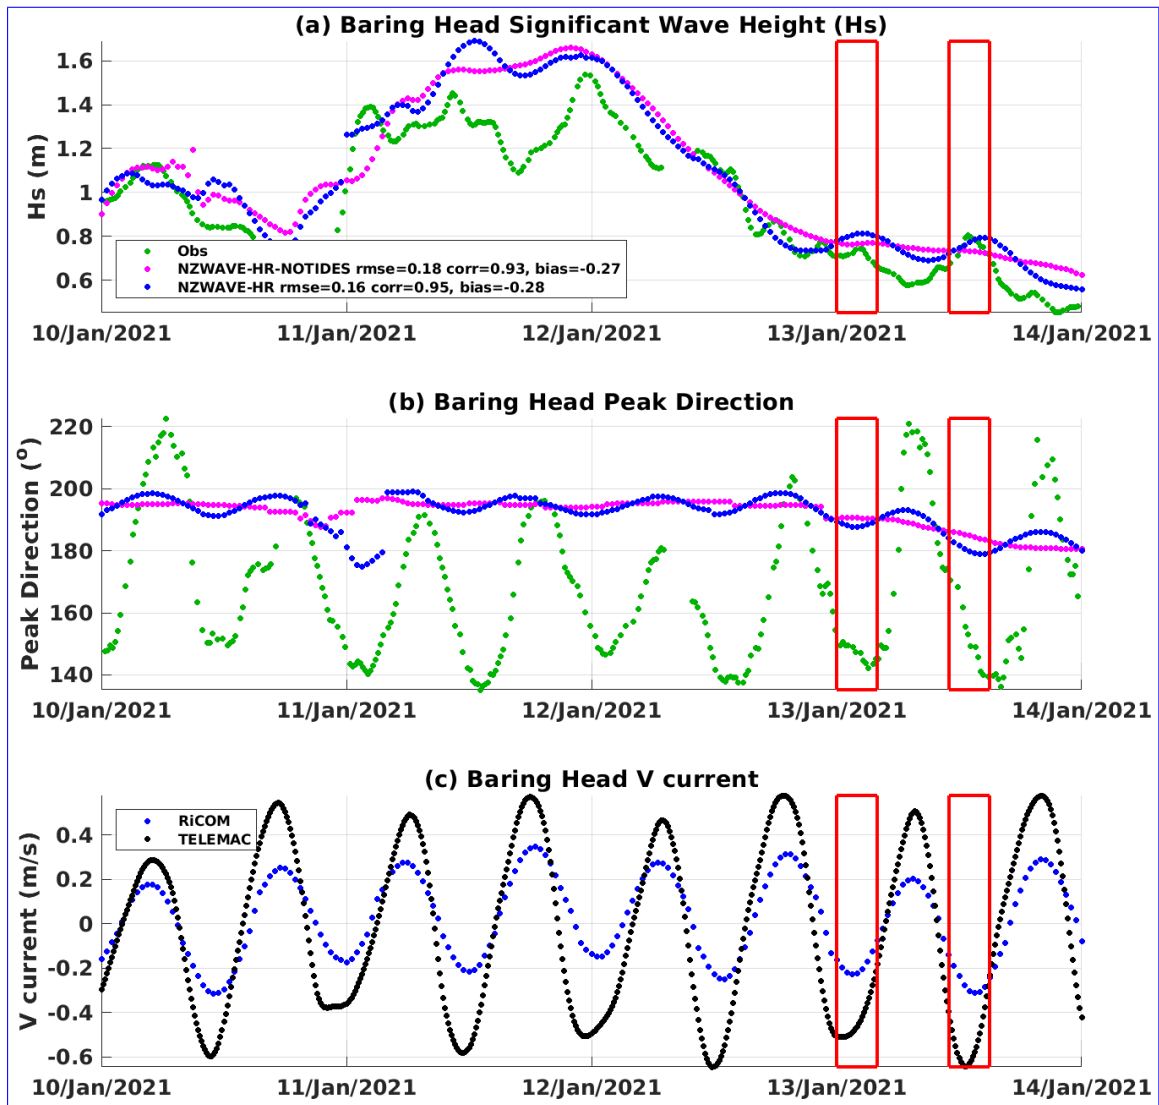 (a) Baring Head Significant Wave Height (Hs)
Hs (m)
1.6
1.4
1.2
1
0.8
0.6
Obs
NZWAVE-HR-NOTIDES rmse=0.18 corr=0.93, bias=-0.27
NZWAVE-HR rmse=0.16 corr=0.95, bias=-0.28
10/Jan/2021 11/Jan/2021 12/Jan/2021 13/Jan/2021 14/Jan/2021
(b) Baring Head Peak Direction
Peak Direction (º)
220
200
180
160
140
10/Jan/2021 11/Jan/2021 12/Jan/2021 13/Jan/2021 14/Jan/2021
(c) Baring Head V current
V current (m/s)
RiCOM
TELEMAC
0.4
0.2
0
-0.2
-0.4
-0.6
10/Jan/2021 11/Jan/2021 12/Jan/2021 13/Jan/2021 14/Jan/2021